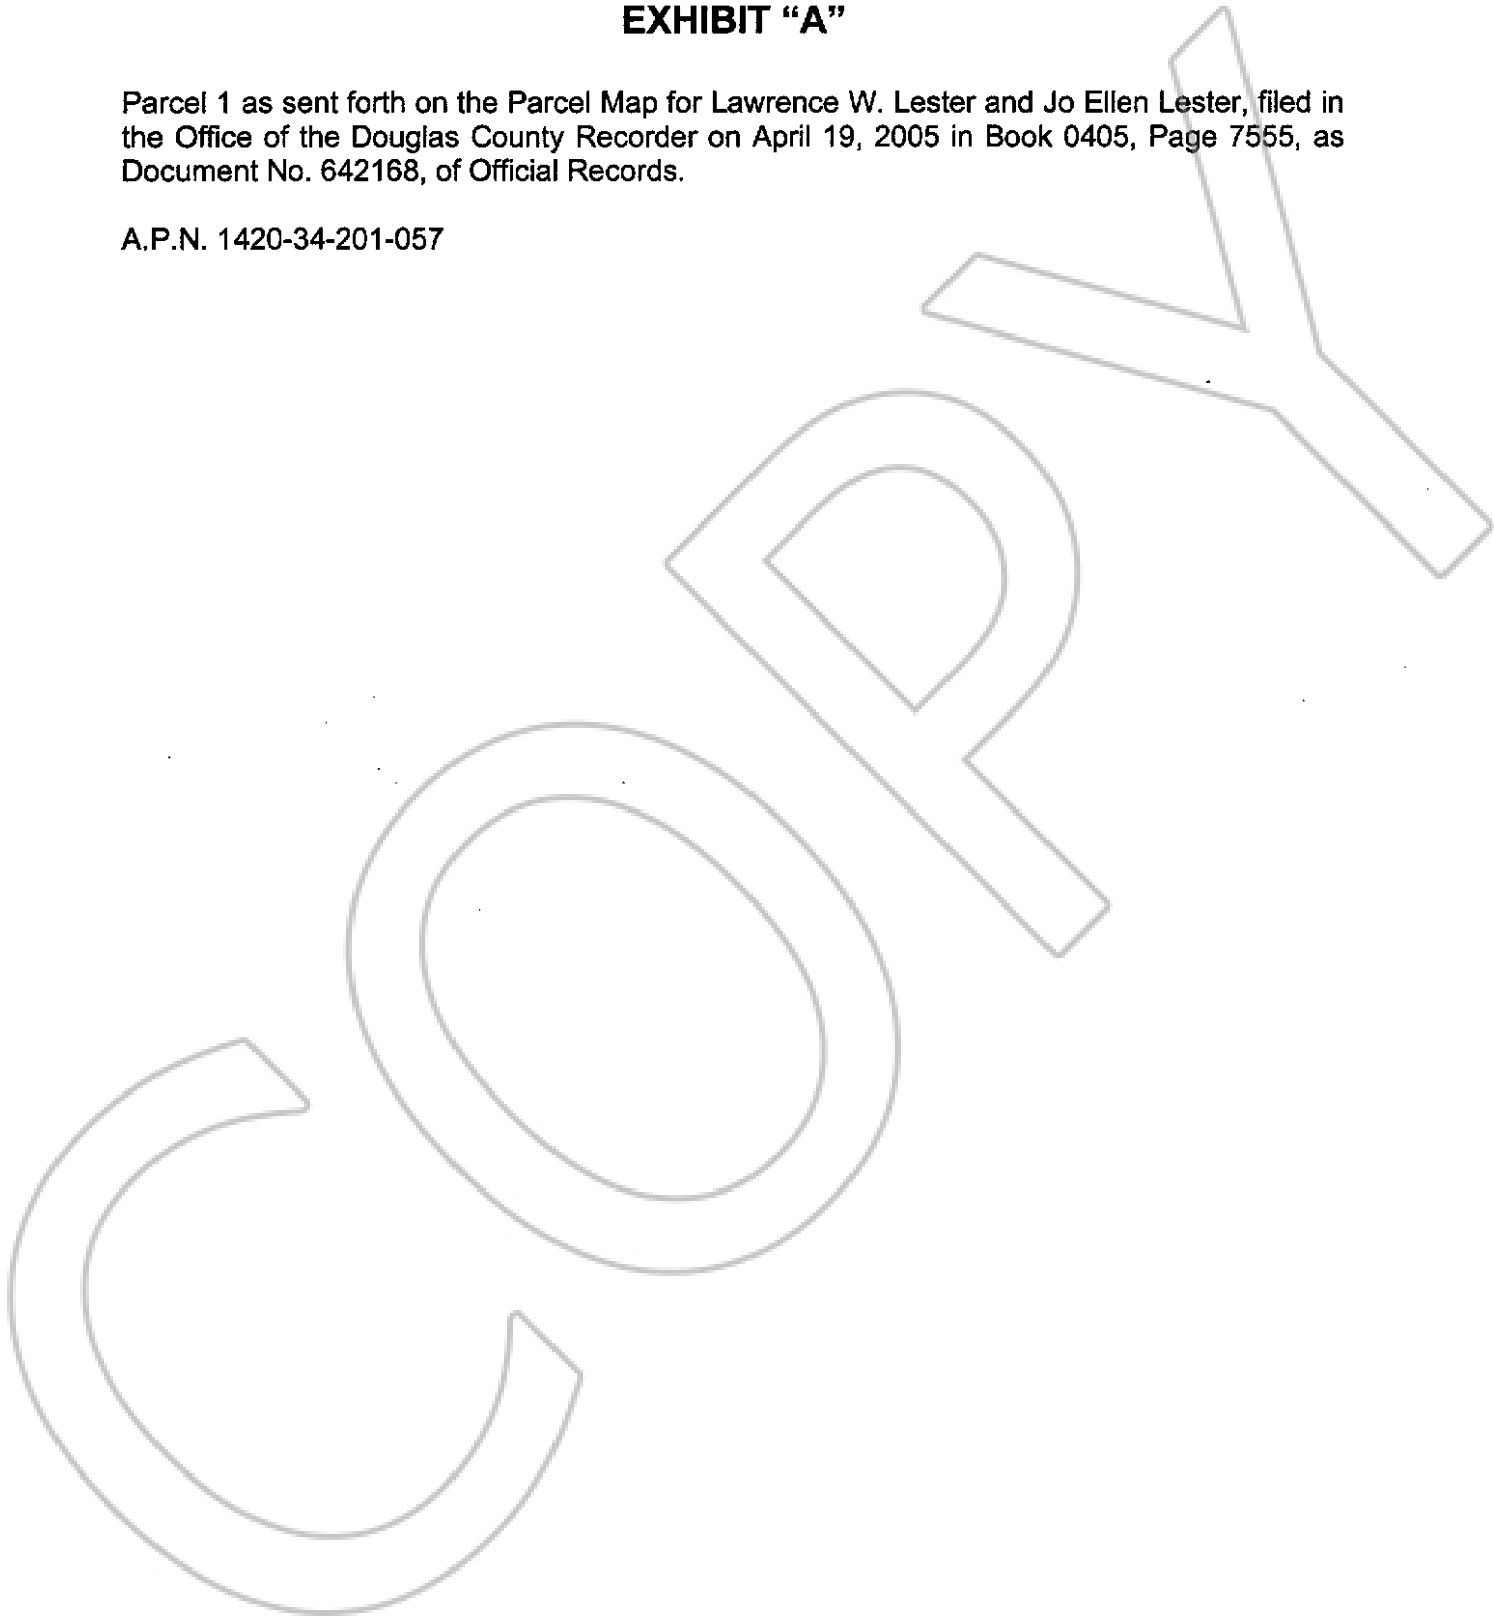 EXHIBIT “A”
Parcel 1 as sent forth on the Parcel Map for Lawrence W. Lester and Jo Ellen Lester, filed in
the Office of the Douglas County Recorder on April 19, 2005 in Book 0405, Page 7555, as
Document No. 642168, of Official Records.
A.P.N. 1420-34-201-057
COPY